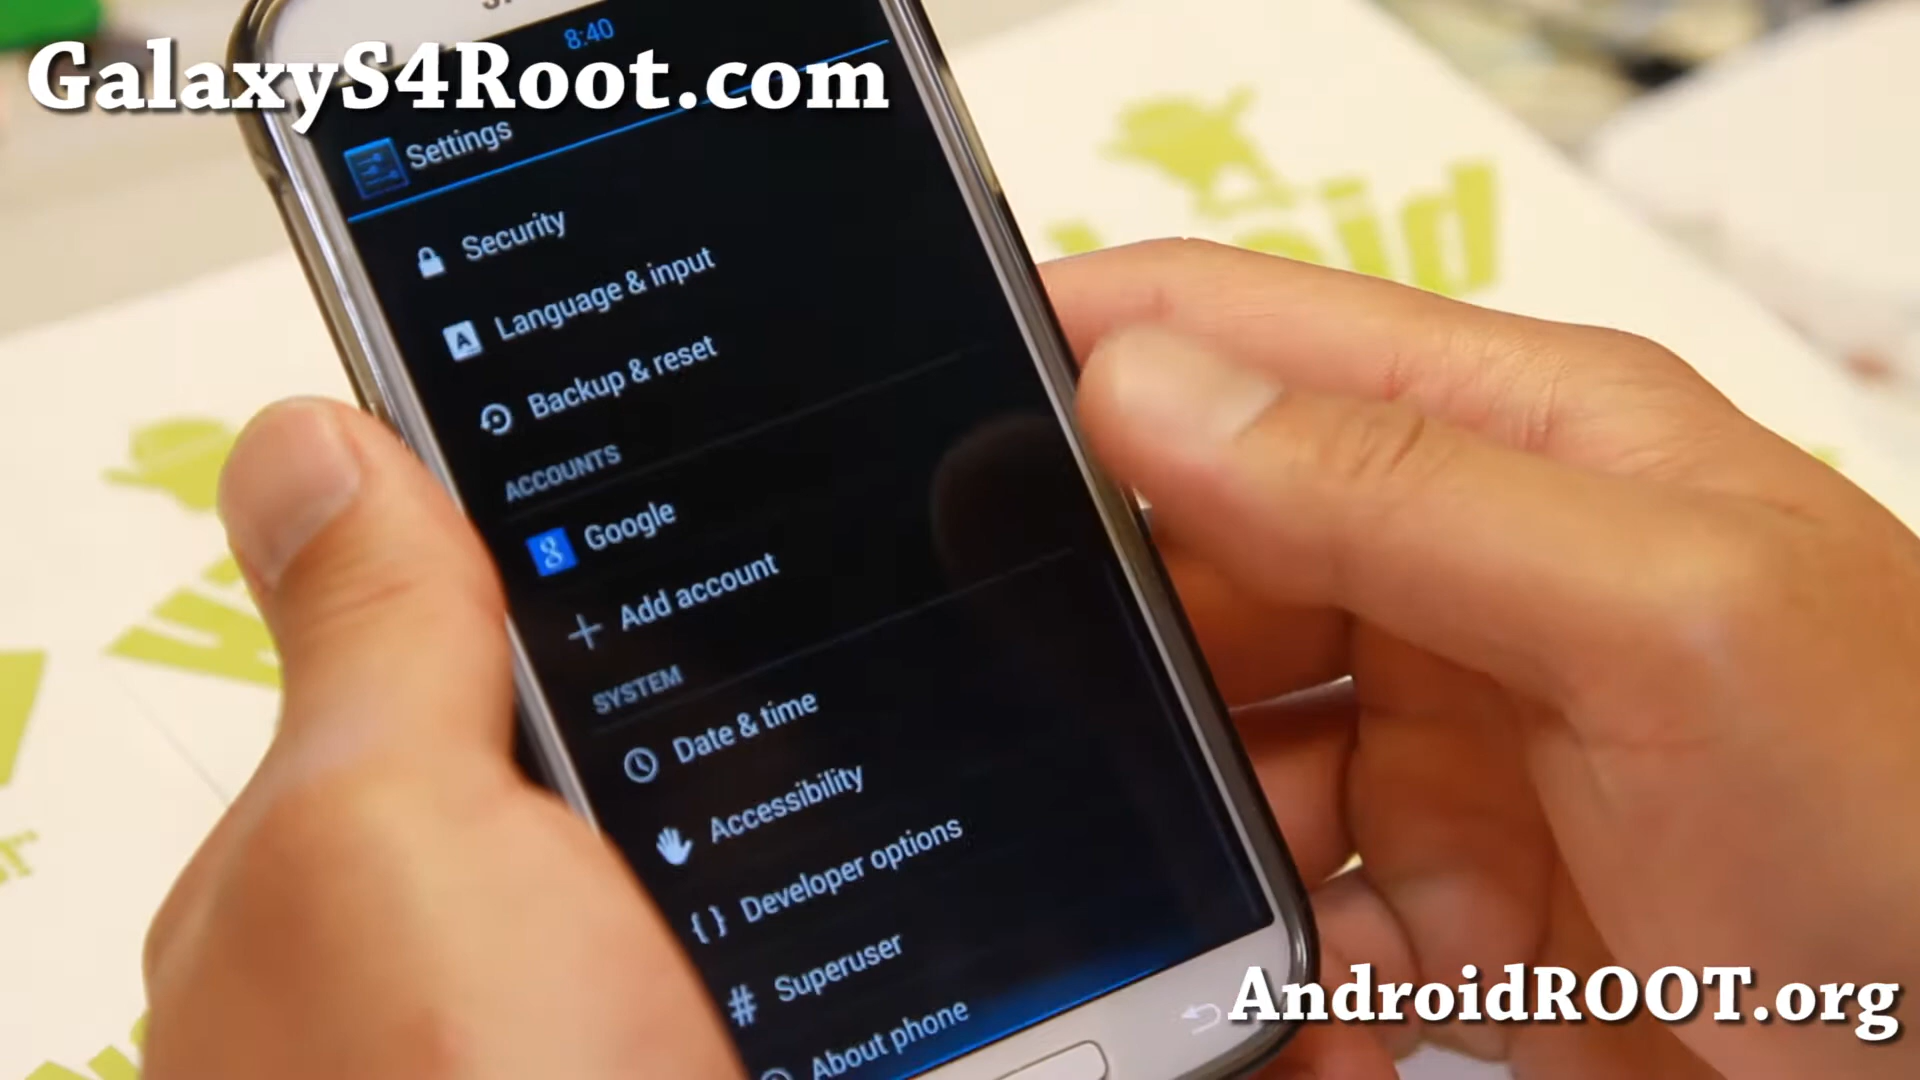 8:40
GalaxyS4Root.com
Settings
Security
Language & input
Backup & reset
ACCOUNTS
Google
Add account
SYSTEM
Date & time
Accessibility
{ } Developer options
# Superuser
About phone
AndroidROOT.org